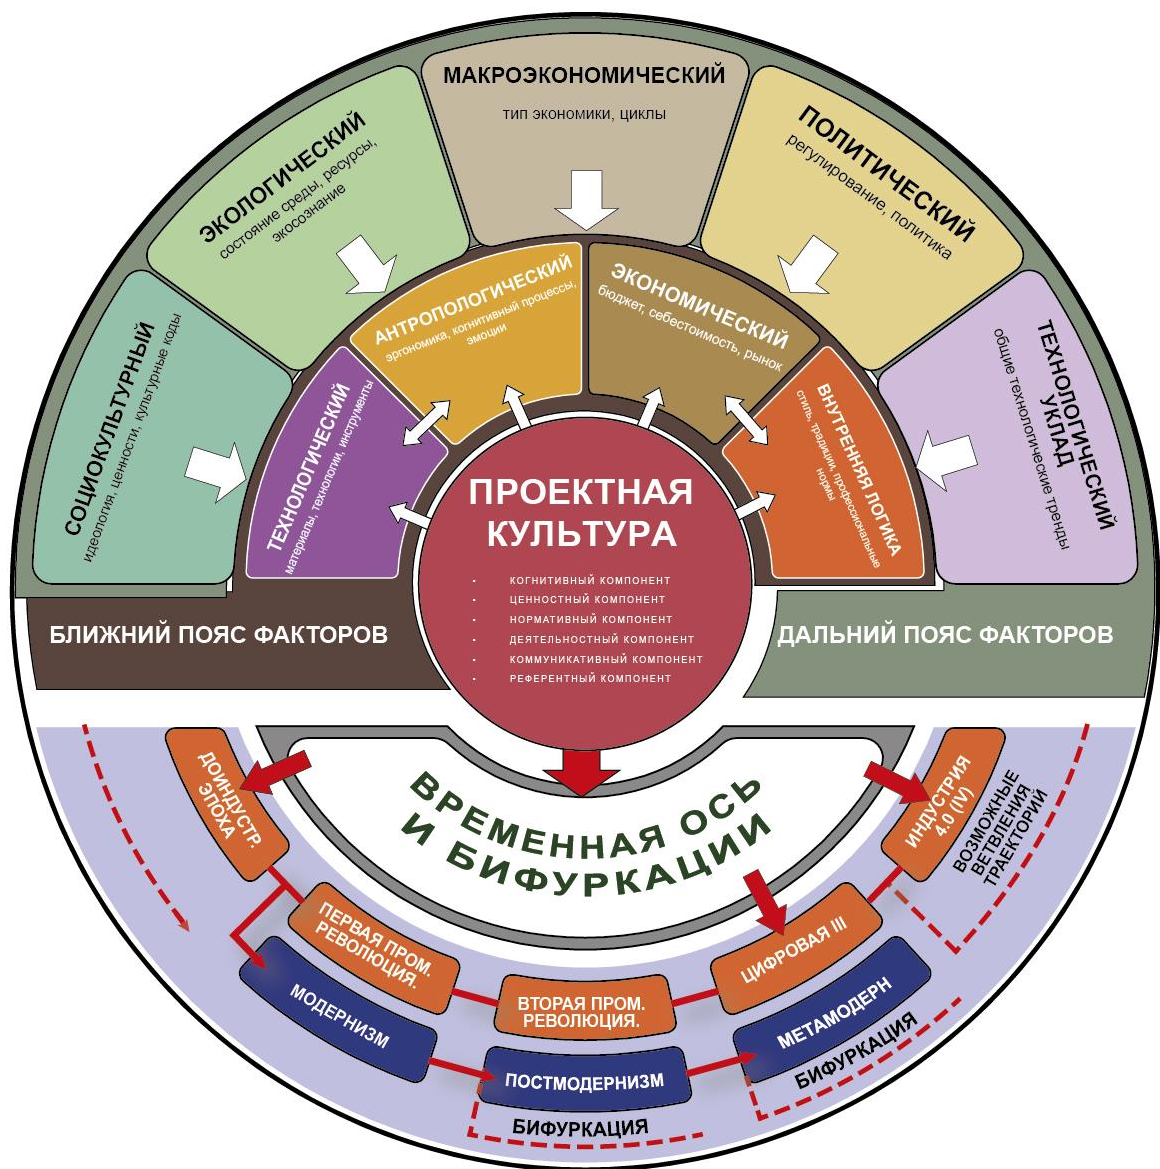 МАКРОЭКОНОМИЧЕСКИЙ
тип экономики, циклы
ЭКОЛОГИЧЕСКИЙ
состояние среды, ресурсы,
экосознание
ПОЛИТИЧЕСКИЙ
регулирование, политика
СОЦИОКУЛЬТУРНЫЙ
идеология, ценности, культурные коды
ТЕХНОЛОГИЧЕСКИЙ
УКЛАД
общие технологические тренды
АНТРОПОЛОГИЧЕСКИЙ
эргономика, когнитивный процессы,
эмоции
ЭКОНОМИЧЕСКИЙ
бюджет, себестоимость, рынок
ТЕХНОЛОГИЧЕСКИЙ
материалы, технологии, инструменты
ВНУТРЕННЯЯ ЛОГИКА
стиль, традиции, профессиональные
нормы
ПРОЕКТНАЯ
КУЛЬТУРА
• КОГНИТИВНЫЙ КОМПОНЕНТ
• ЦЕННОСТНЫЙ КОМПОНЕНТ
• НОРМАТИВНЫЙ КОМПОНЕНТ
• ДЕЯТЕЛЬНОСТНЫЙ КОМПОНЕНТ
• КОММУНИКАТИВНЫЙ КОМПОНЕНТ
• РЕФЕРЕНТНЫЙ КОМПОНЕНТ
БЛИЖНИЙ ПОЯС ФАКТОРОВ
ДАЛЬНИЙ ПОЯС ФАКТОРОВ
ВРЕМЕННАЯ ОСЬ
И БИФУРКАЦИИ
ДОИНДУСТР.
ЭПОХА
ПЕРВАЯ ПРОМ.
РЕВОЛЮЦИЯ.
ВТОРАЯ ПРОМ.
РЕВОЛЮЦИЯ.
ЦИФРОВАЯ III
ИНДУСТРИЯ
4.0 (IV)
ВОЗМОЖНЫЕ
ВЕТВЛЕНИЯ
ТРАЕКТОРИЙ
МОДЕРНИЗМ
ПОСТМОДЕРНИЗМ
МЕТАМОДЕРН
БИФУРКАЦИЯ
БИФУРКАЦИЯ